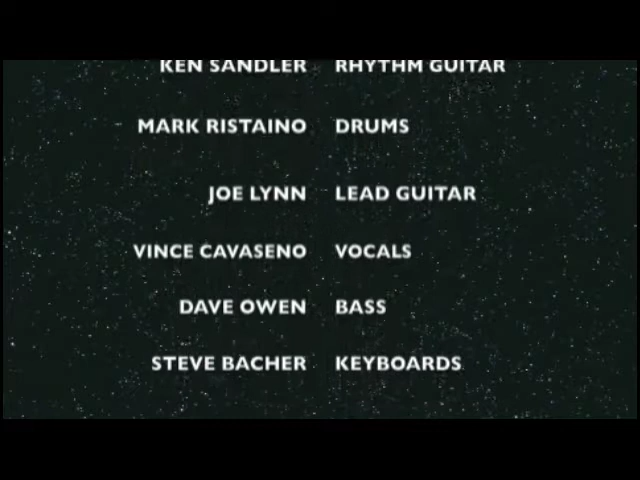 KEN SANDLER RHYTHM GUITAR
MARK RISTAINO DRUMS
JOE LYNN LEAD GUITAR
VINCE CAVASENO VOCALS
DAVE OWEN BASS
STEVE BACHER KEYBOARDS